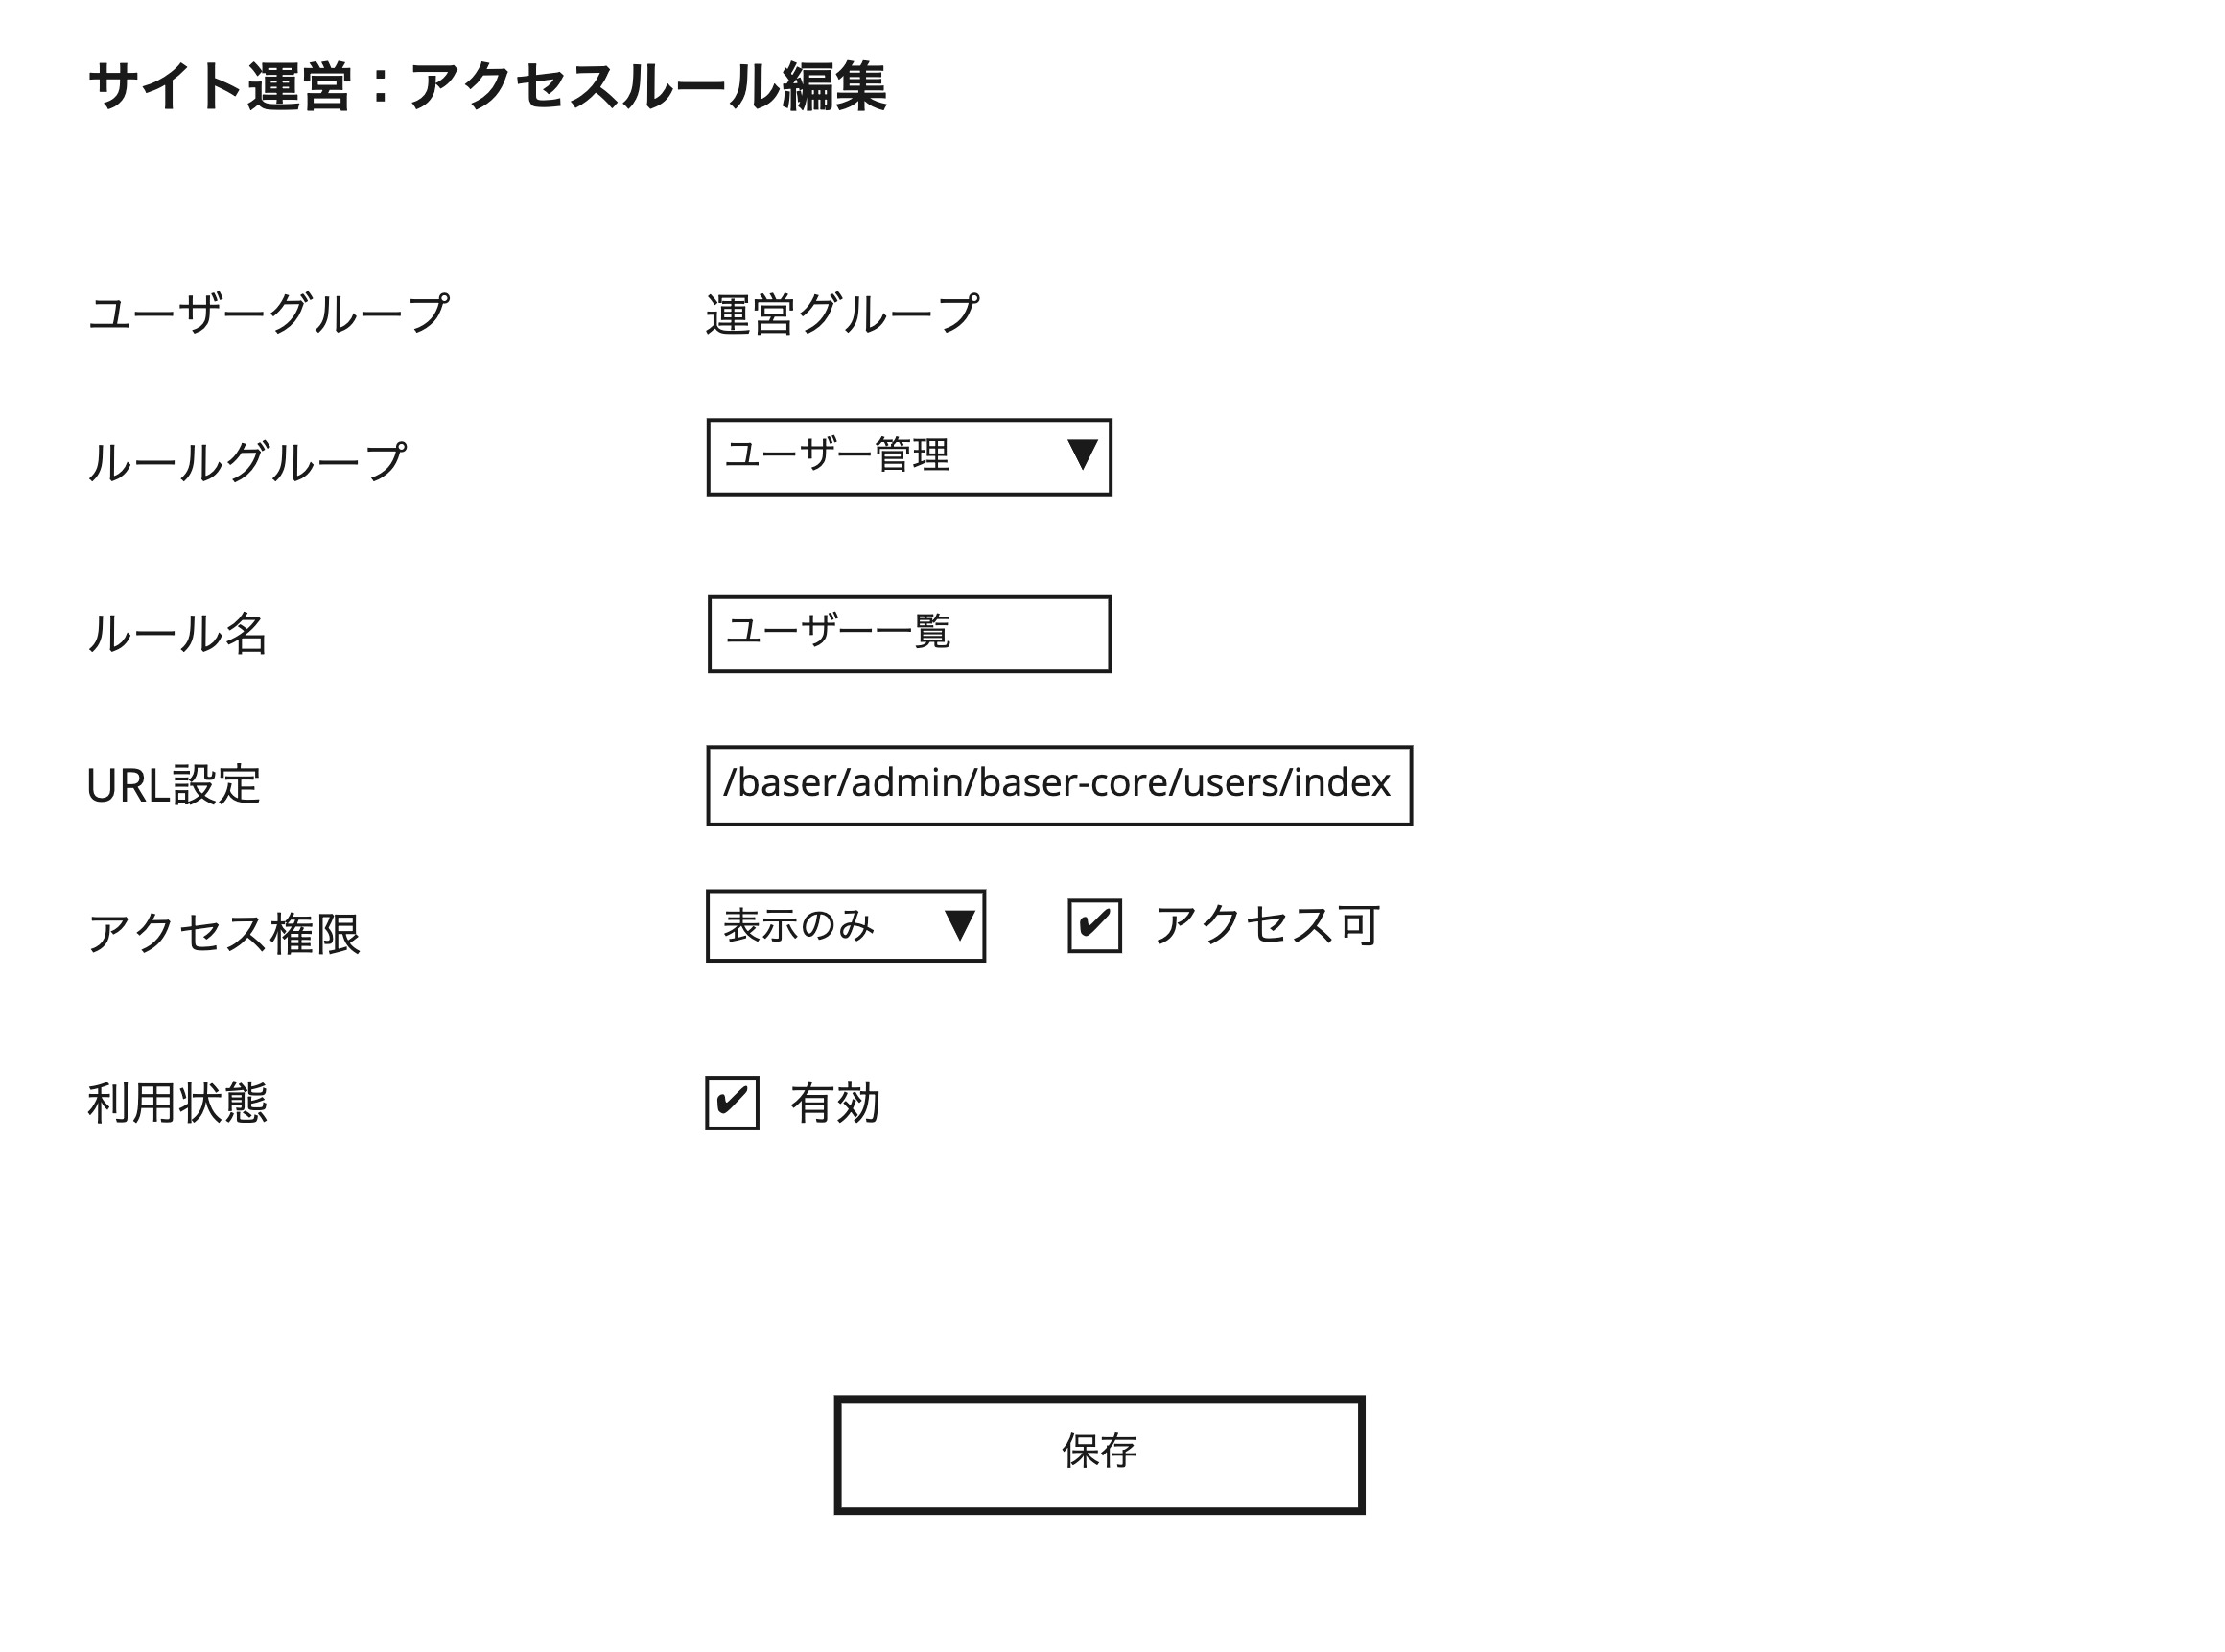 サイト運営：アクセスルール編集
ユーザーグループ 運営グループ
ルールグループ ユーザー管理 ▼
ルール名 ユーザー一覧
URL設定 /baser/admin/baser-core/users/index
アクセス権限 表示のみ ▼ ✔ アクセス可
利用状態 ✔ 有効
保存